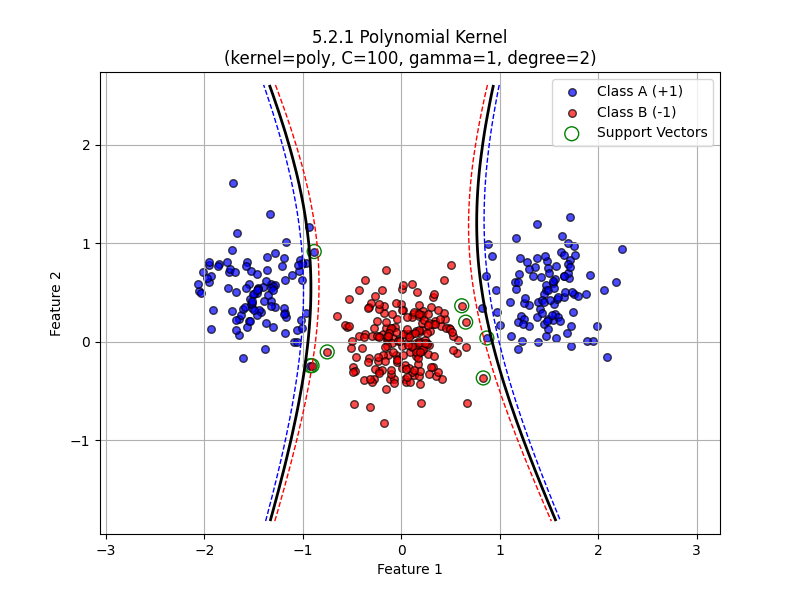 5.2.1 Polynomial Kernel
(kernel=poly, C=100, gamma=1, degree=2)
Class A (+1)
Class B (-1)
Support Vectors
Feature 2
2
1
0
−1
−3
−2
−1
0
1
2
3
Feature 1